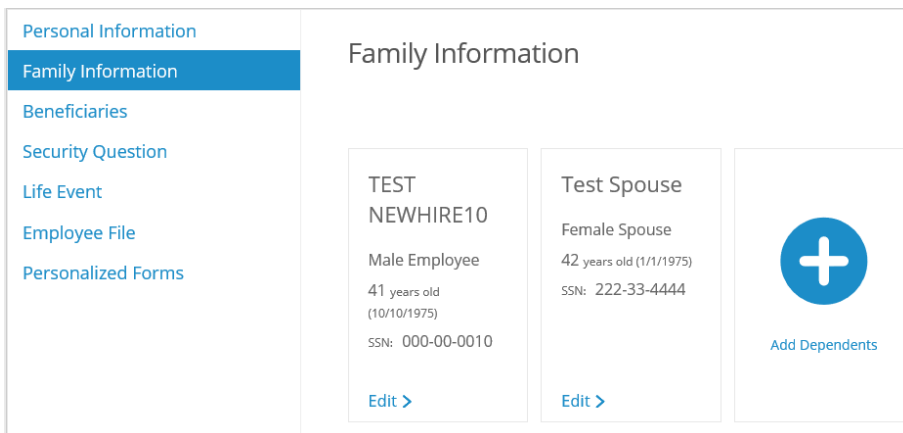 Personal Information
Family Information
Beneficiaries
Security Question
Life Event
Employee File
Personalized Forms
Family Information
TEST
NEWHIRE10
Male Employee
41 years old
(10/10/1975)
SSN: 000-00-0010
Edit >
Test Spouse
Female Spouse
42 years old (1/1/1975)
SSN: 222-33-4444
Edit >
Add Dependents